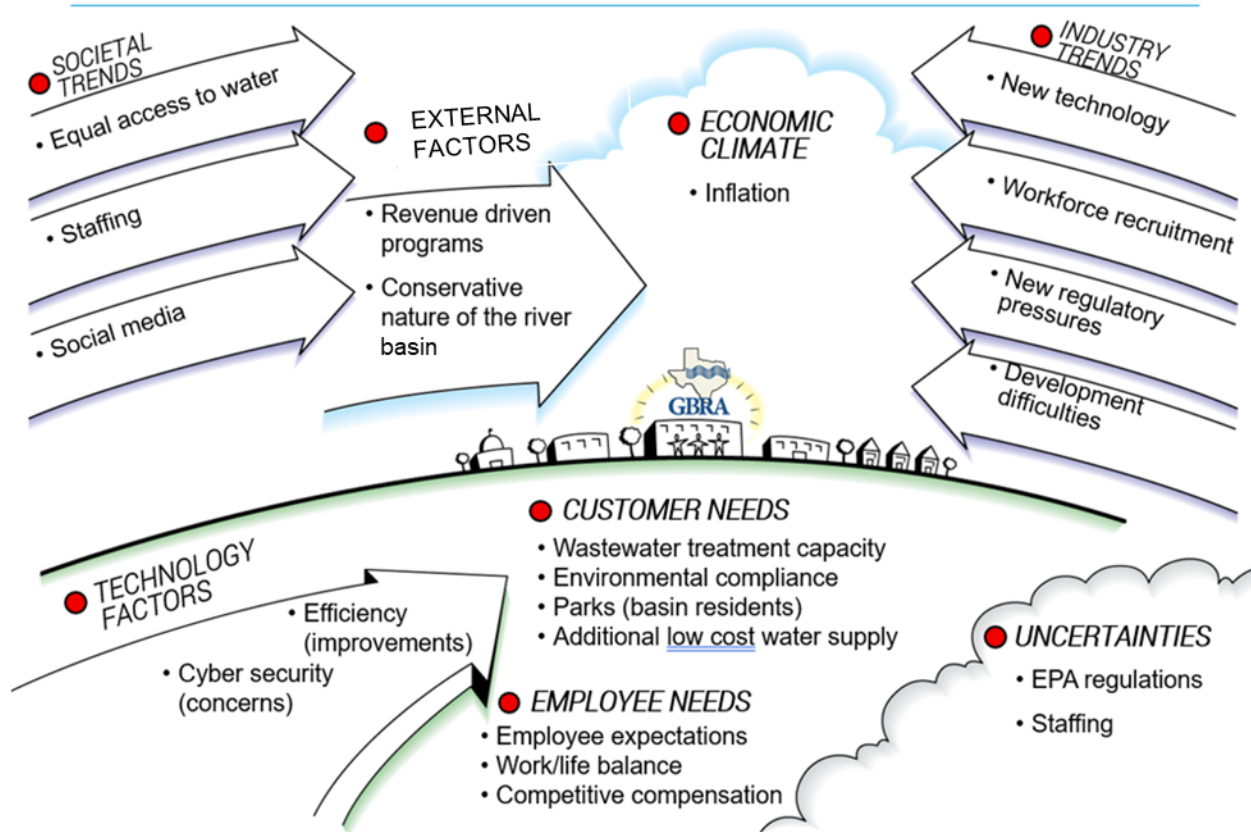 SOCIETAL
TRENDS
• Equal access to water
• Staffing
• Social media
EXTERNAL
FACTORS
• Revenue driven
programs
• Conservative
nature of the river
basin
ECONOMIC
CLIMATE
• Inflation
INDUSTRY
TRENDS
• New technology
• Workforce recruitment
• New regulatory
pressures
• Development
difficulties
GBRA
TECHNOLOGY
FACTORS
• Efficiency
(improvements)
• Cyber security
(concerns)
CUSTOMER NEEDS
• Wastewater treatment capacity
• Environmental compliance
• Parks (basin residents)
• Additional low cost water supply
EMPLOYEE NEEDS
• Employee expectations
• Work/life balance
• Competitive compensation
UNCERTAINTIES
• EPA regulations
• Staffing